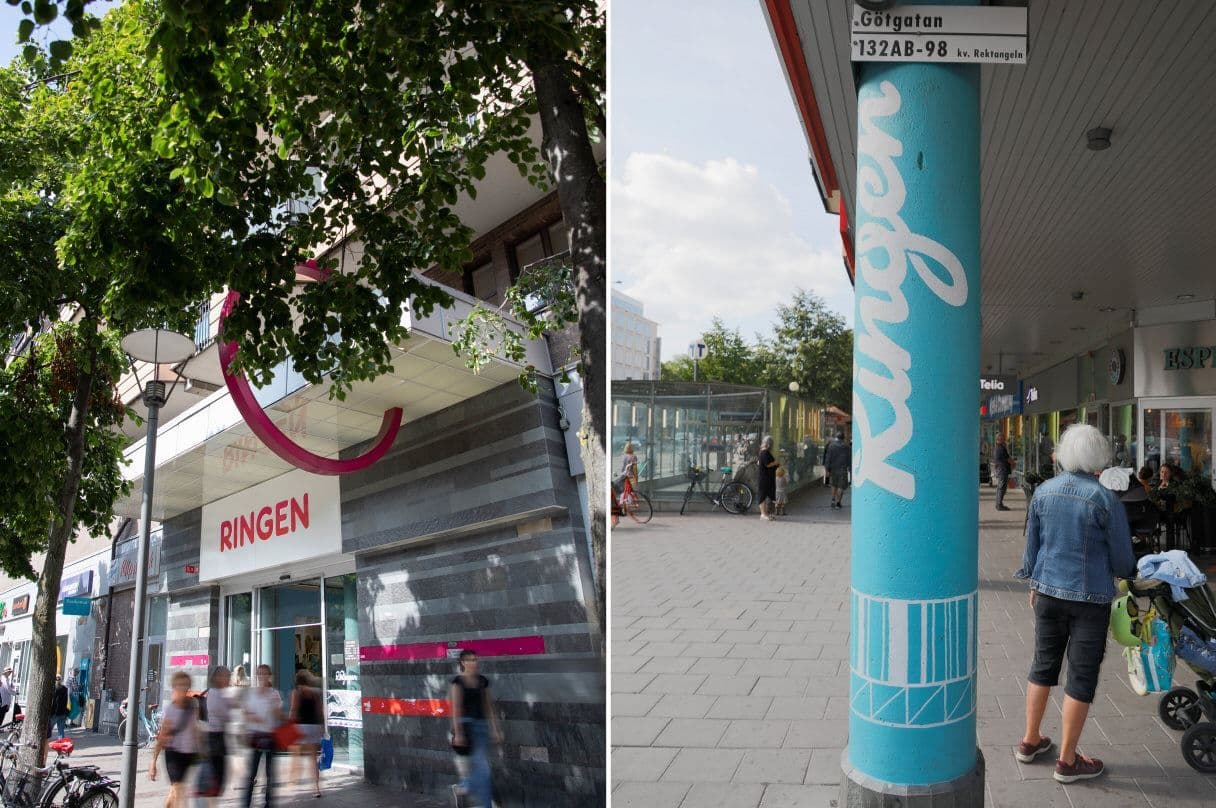 RINGEN
.Götgatan
132AB-98 kv. Rektangeln
Ringen
Telia
ESP